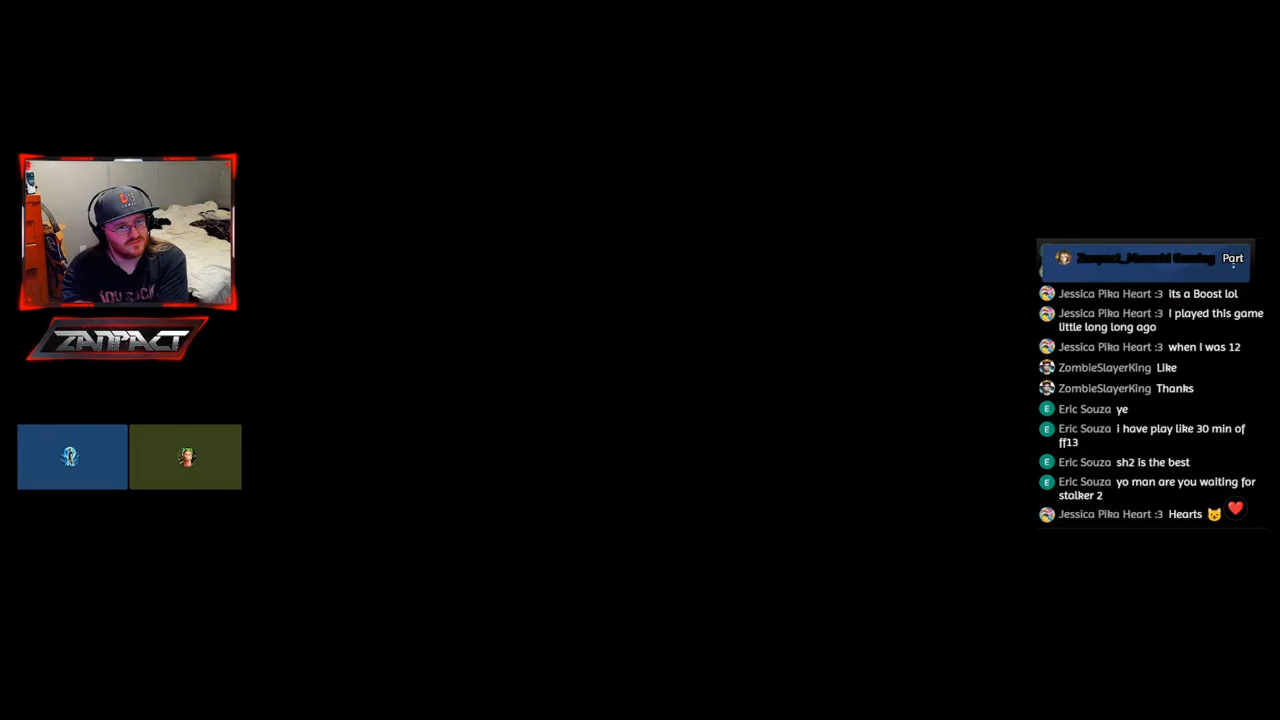 ZANPACT
Part
Jessica Pika Heart :3 Its a Boost lol
Jessica Pika Heart :3 I played this game
little long long ago
Jessica Pika Heart :3 when I was 12
ZombieSlayerKing Like
ZombieSlayerKing Thanks
Eric Souza ye
Eric Souza i have play like 30 min of
ff13
Eric Souza sh2 is the best
Eric Souza yo man are you waiting for
stalker 2
Jessica Pika Heart :3 Hearts